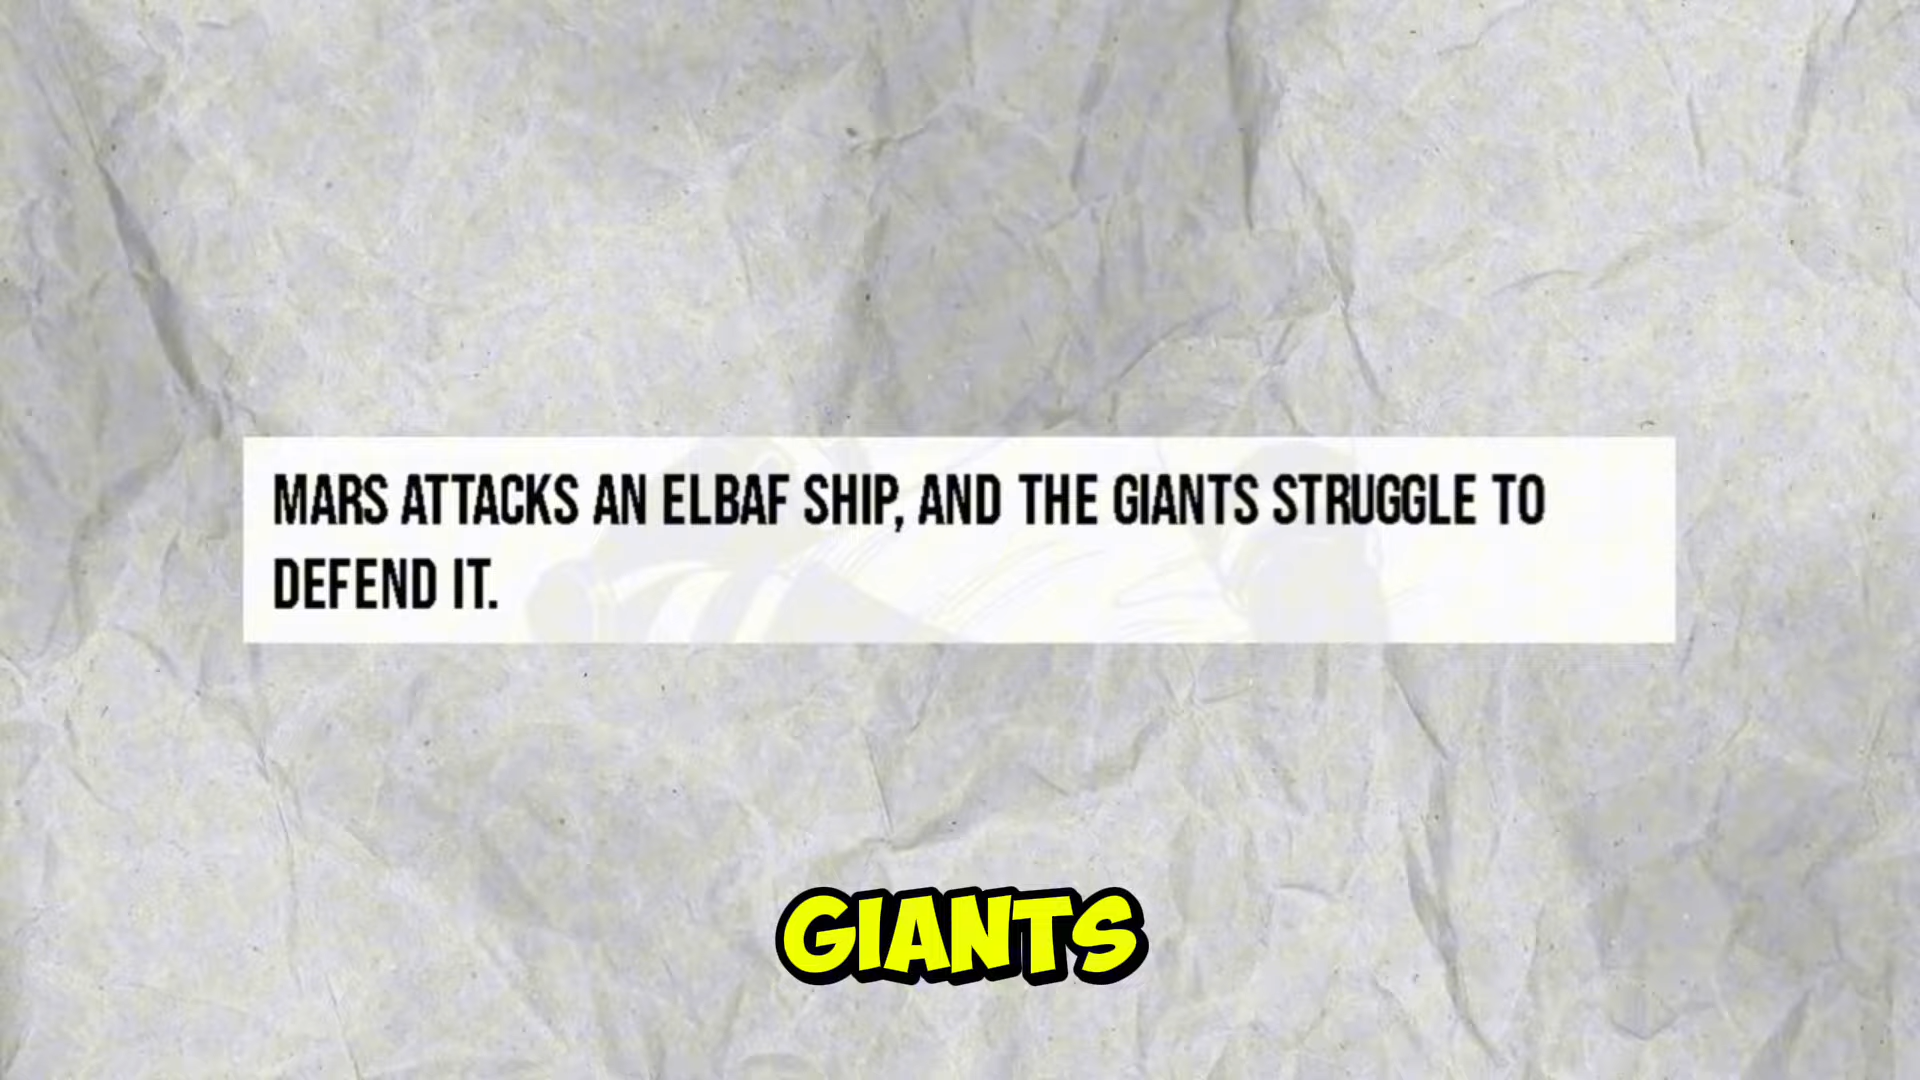 MARS ATTACKS AN ELBAF SHIP, AND THE GIANTS STRUGGLE TO
DEFEND IT.
GIANTS